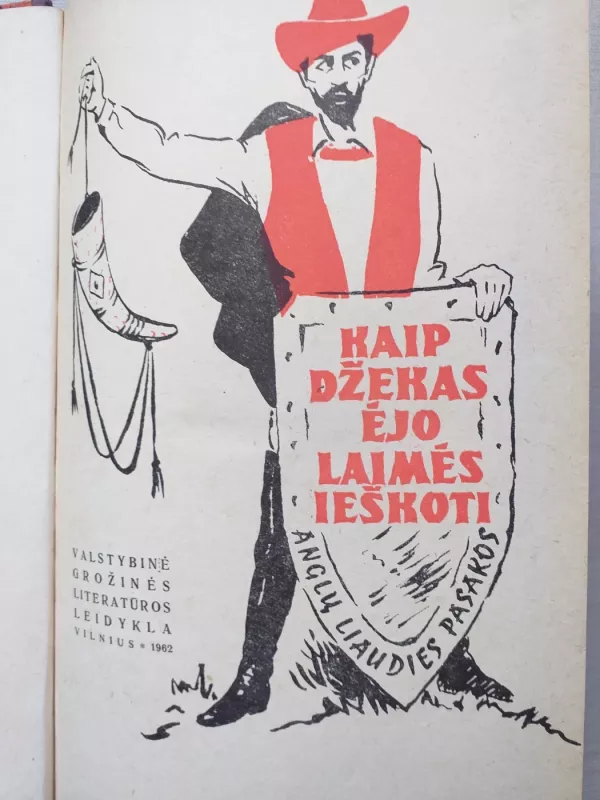 KAIP
DŽEKAS
ĖJO
LAIMĖS
IEŠKOTI
ANGLŲ LIAUDIES PASAKOS
VALSTYBINĖ
GROŽINĖS
LITERATŪROS
LEIDYKLA
VILNIUS * 1962